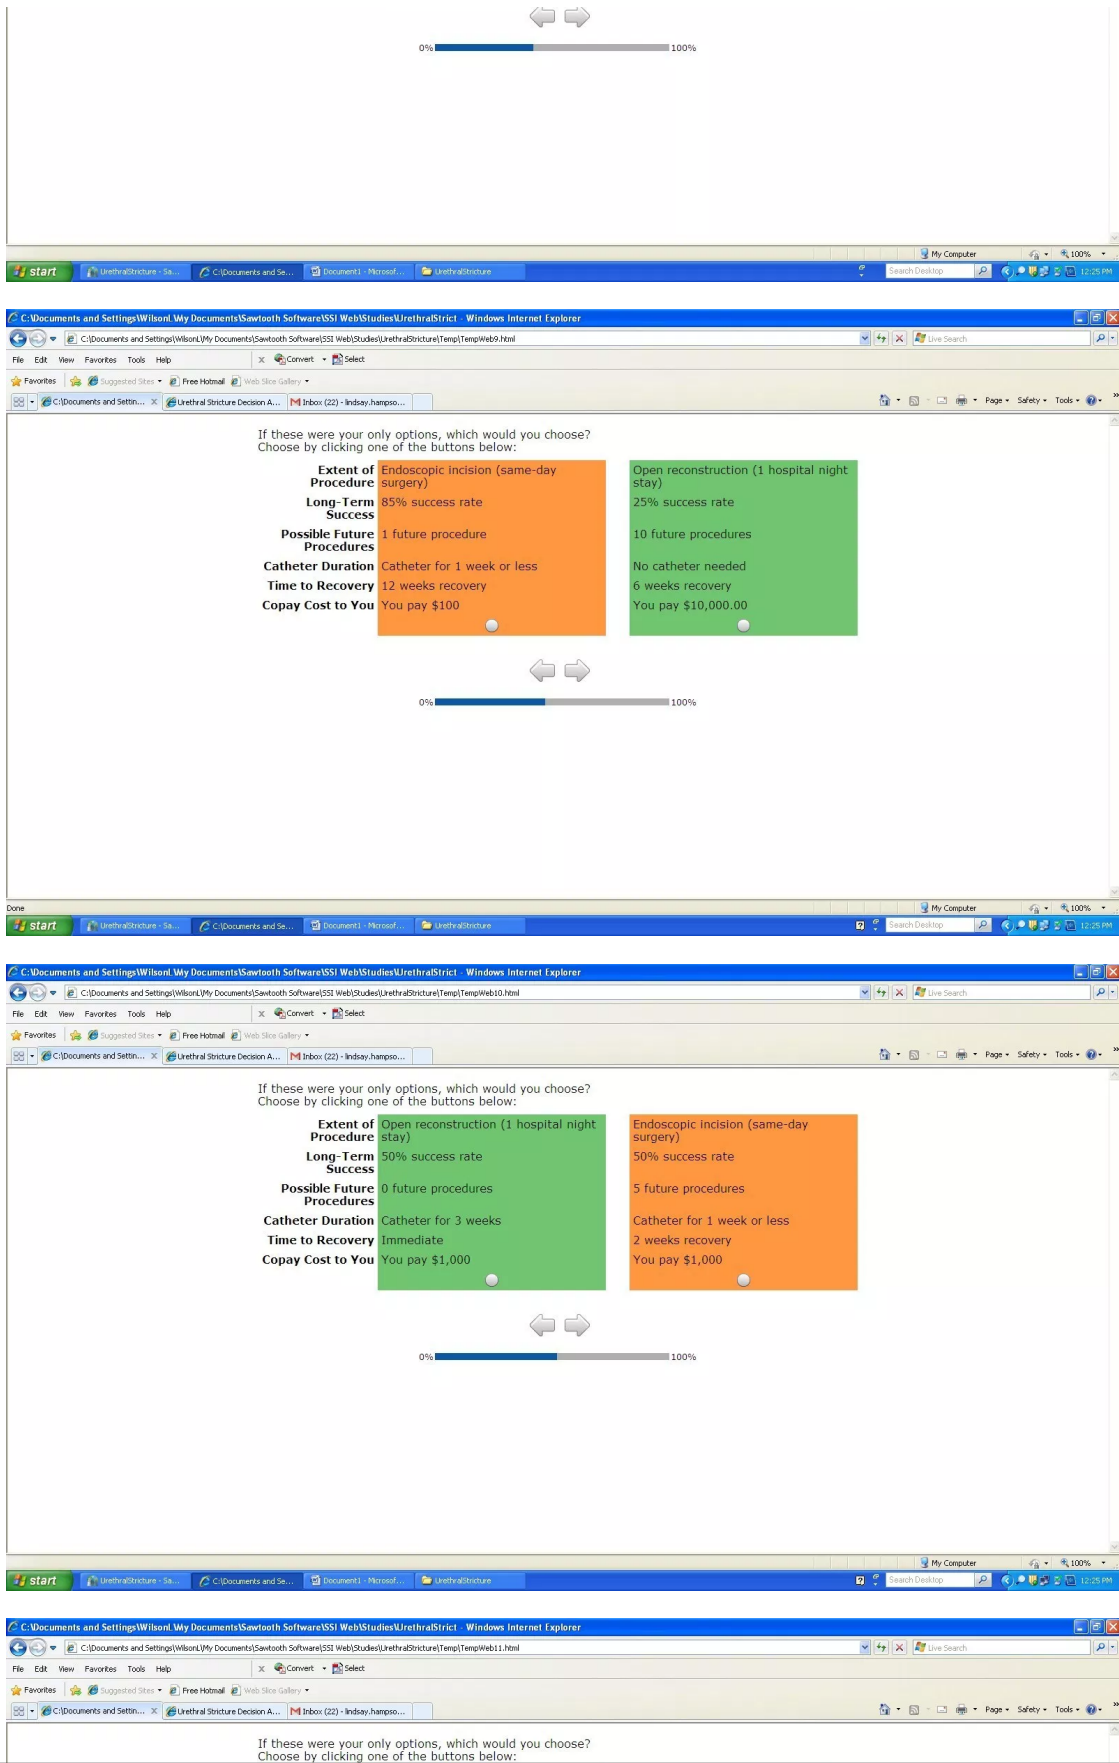 0% 100%
My Computer 100%
start UrethralStricture - Sa... C:\Documents and Se... Document1 - Microsof... UrethralStricture Search Desktop 12:25 PM
C:\Documents and Settings\WilsonL\My Documents\Sawtooth Software\SSI Web\Studies\UrethralStrict - Windows Internet Explorer
C:\Documents and Settings\WilsonL\My Documents\Sawtooth Software\SSI Web\Studies\UrethralStricture\Temp\TempWeb9.html Live Search
File Edit View Favorites Tools Help x Convert Select
Favorites Suggested Sites Free Hotmail Web Slice Gallery
C:\Documents and Settin... X Urethral Stricture Decision A... Inbox (22) - lindsay.hampso... Page Safety Tools »
If these were your only options, which would you choose?
Choose by clicking one of the buttons below:
Extent of Endoscopic incision (same-day Open reconstruction (1 hospital night
Procedure surgery) stay)
Long-Term 85% success rate 25% success rate
Success
Possible Future 1 future procedure 10 future procedures
Procedures
Catheter Duration Catheter for 1 week or less No catheter needed
Time to Recovery 12 weeks recovery 6 weeks recovery
Copay Cost to You You pay $100 You pay $10,000.00
0% 100%
Done My Computer 100%
start UrethralStricture - Sa... C:\Documents and Se... Document1 - Microsof... UrethralStricture Search Desktop 12:25 PM
C:\Documents and Settings\WilsonL\My Documents\Sawtooth Software\SSI Web\Studies\UrethralStrict - Windows Internet Explorer
C:\Documents and Settings\WilsonL\My Documents\Sawtooth Software\SSI Web\Studies\UrethralStricture\Temp\TempWeb10.html Live Search
File Edit View Favorites Tools Help x Convert Select
Favorites Suggested Sites Free Hotmail Web Slice Gallery
C:\Documents and Settin... X Urethral Stricture Decision A... Inbox (22) - lindsay.hampso... Page Safety Tools »
If these were your only options, which would you choose?
Choose by clicking one of the buttons below:
Extent of Open reconstruction (1 hospital night Endoscopic incision (same-day
Procedure stay) surgery)
Long-Term 50% success rate 50% success rate
Success
Possible Future 0 future procedures 5 future procedures
Procedures
Catheter Duration Catheter for 3 weeks Catheter for 1 week or less
Time to Recovery Immediate 2 weeks recovery
Copay Cost to You You pay $1,000 You pay $1,000
0% 100%
My Computer 100%
start UrethralStricture - Sa... C:\Documents and Se... Document1 - Microsof... UrethralStricture Search Desktop 12:25 PM
C:\Documents and Settings\WilsonL\My Documents\Sawtooth Software\SSI Web\Studies\UrethralStrict - Windows Internet Explorer
C:\Documents and Settings\WilsonL\My Documents\Sawtooth Software\SSI Web\Studies\UrethralStricture\Temp\TempWeb11.html Live Search
File Edit View Favorites Tools Help x Convert Select
Favorites Suggested Sites Free Hotmail Web Slice Gallery
C:\Documents and Settin... X Urethral Stricture Decision A... Inbox (22) - lindsay.hampso... Page Safety Tools »
If these were your only options, which would you choose?
Choose by clicking one of the buttons below: